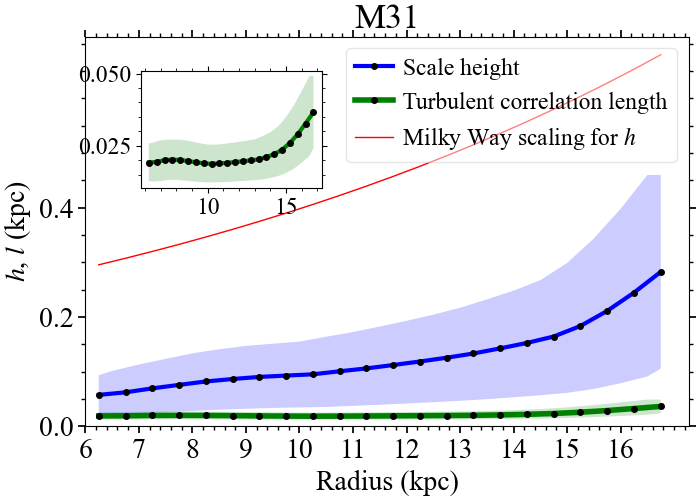 M31
Scale height
Turbulent correlation length
Milky Way scaling for h
0.050
0.025
10 15
h, l (kpc)
0.4
0.2
0.0
6 7 8 9 10 11 12 13 14 15 16
Radius (kpc)